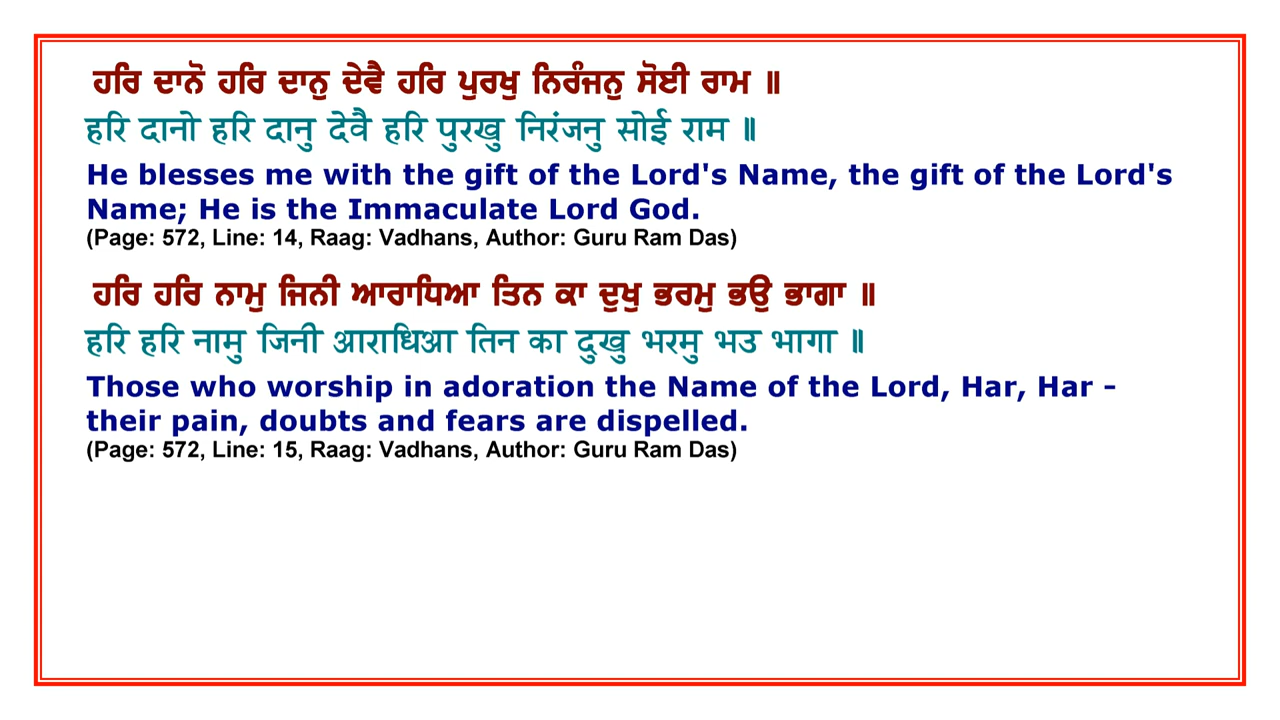 ਹਰਿ ਦਾਨੋ ਹਰਿ ਦਾਨੁ ਦੇਵੈ ਹਰਿ ਪੁਰਖੁ ਨਿਰੰਜਨੁ ਸੋਈ ਰਾਮ ॥
हरि दानो हरि दानु देवै हरि पुरखु निरंजनु सोई राम ॥
He blesses me with the gift of the Lord's Name, the gift of the Lord's
Name; He is the Immaculate Lord God.
(Page: 572, Line: 14, Raag: Vadhans, Author: Guru Ram Das)
ਹਰਿ ਹਰਿ ਨਾਮੁ ਜਿਨੀ ਆਰਾਧਿਆ ਤਿਨ ਕਾ ਦੁਖੁ ਭਰਮੁ ਭਉ ਭਾਗਾ ॥
हरि हरि नामु जिनी आराधिआ तिन का दुखु भरमु भउ भागा ॥
Those who worship in adoration the Name of the Lord, Har, Har -
their pain, doubts and fears are dispelled.
(Page: 572, Line: 15, Raag: Vadhans, Author: Guru Ram Das)